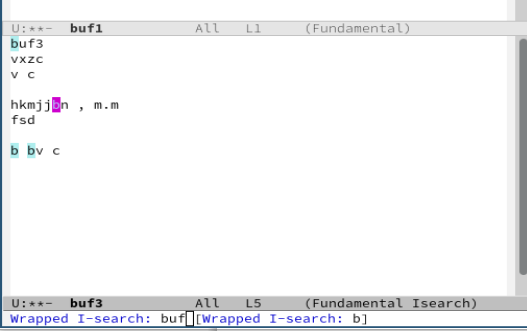 U:**-  buf1            All   L1     (Fundamental)
buf3
vxzc
v c
hkmjjbn , m.m
fsd
b bv c
U:**-  buf3            All   L5     (Fundamental Isearch)
Wrapped I-search: buf[Wrapped I-search: b]